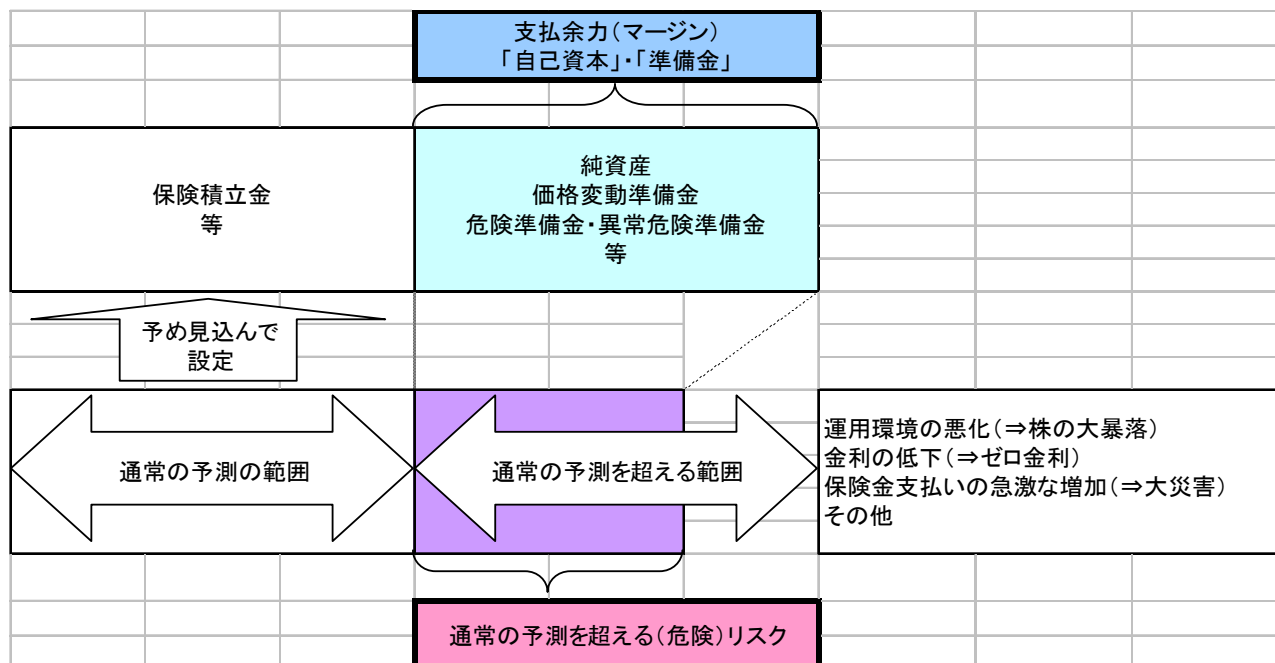 支払余力(マージン)
「自己資本」・「準備金」
保険積立金
等
純資産
価格変動準備金
危険準備金・異常危険準備金
等
予め見込んで
設定
通常の予測の範囲
通常の予測を超える範囲
運用環境の悪化(⇒株の大暴落)
金利の低下(⇒ゼロ金利)
保険金支払いの急激な増加(⇒大災害)
その他
通常の予測を超える(危険)リスク